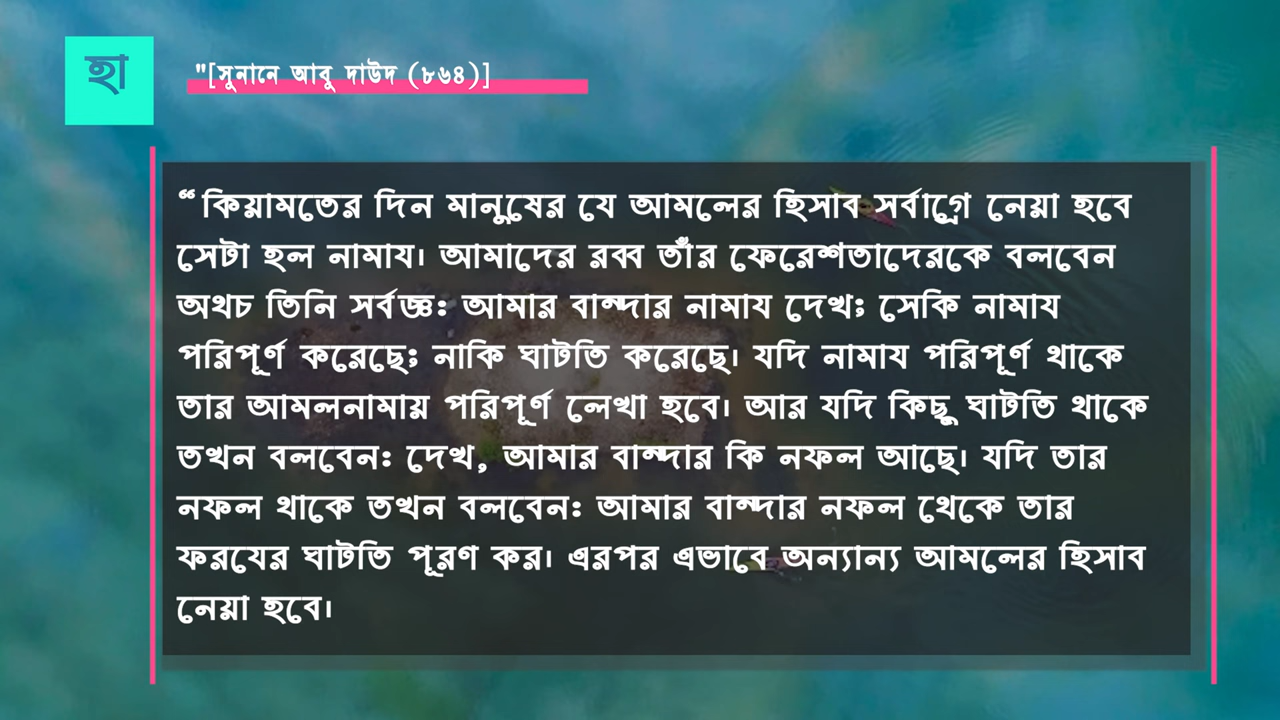 হা
"[সুনানে আবু দাউদ (৮৬৪)]
“কিয়ামতের দিন মানুষের যে আমলের হিসাব সর্বাগ্রে নেয়া হবে
সেটা হল নামায। আমাদের রব্ব তাঁর ফেরেশতাদেরকে বলবেন
অথচ তিনি সর্বজ্ঞ: আমার বান্দার নামায দেখ; সেকি নামায
পরিপূর্ণ করেছে; নাকি ঘাটতি করেছে। যদি নামায পরিপূর্ণ থাকে
তার আমলনামায় পরিপূর্ণ লেখা হবে। আর যদি কিছু ঘাটতি থাকে
তখন বলবেন: দেখ, আমার বান্দার কি নফল আছে। যদি তার
নফল থাকে তখন বলবেন: আমার বান্দার নফল থেকে তার
ফরযের ঘাটতি পূরণ কর। এরপর এভাবে অন্যান্য আমলের হিসাব
নেয়া হবে।